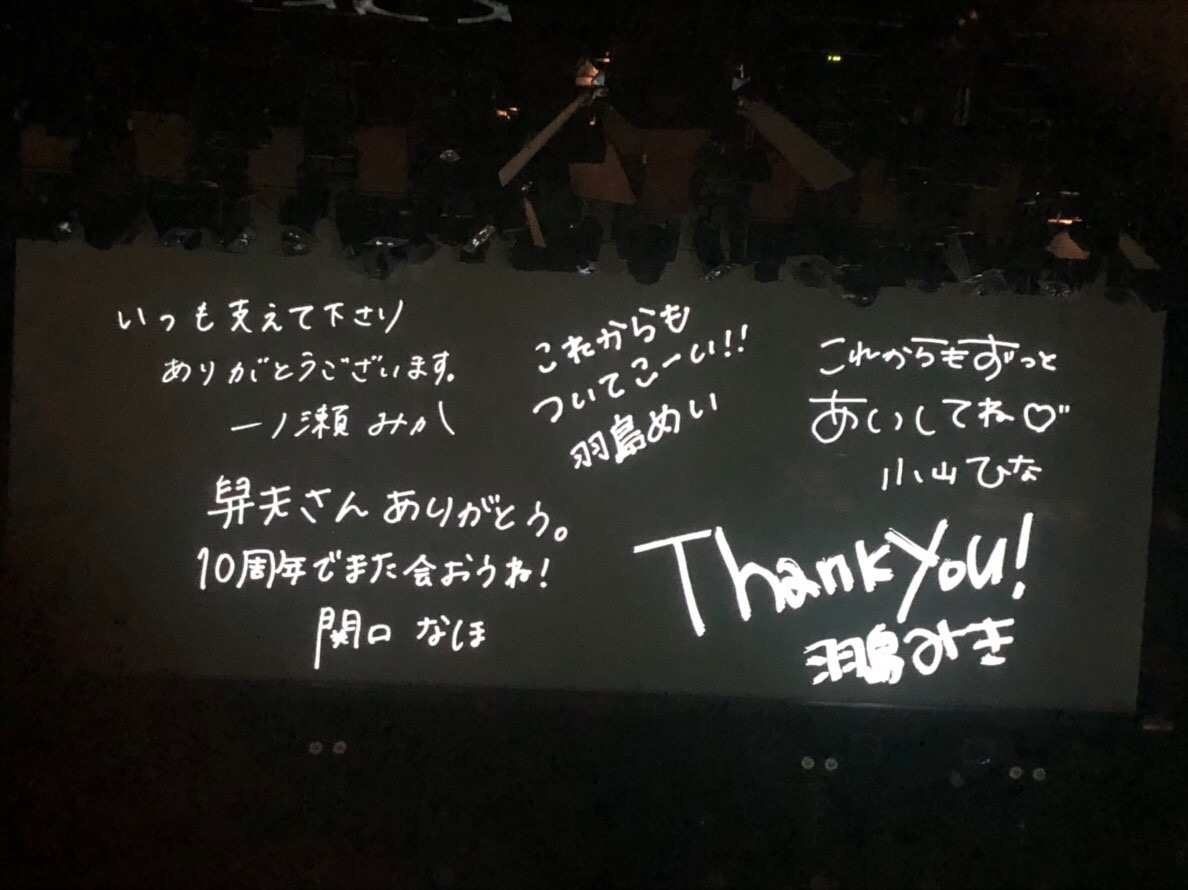 いつも支えて下さり
ありがとうございます。
一ノ瀬 みか
これからも
ついてこーい!!
羽島めい
これからもずっと
あいしてね♡
小山ひな
昇夫さんありがとう。
10周年でまた会おうね!
関口 なほ
Thank You!
羽島みき